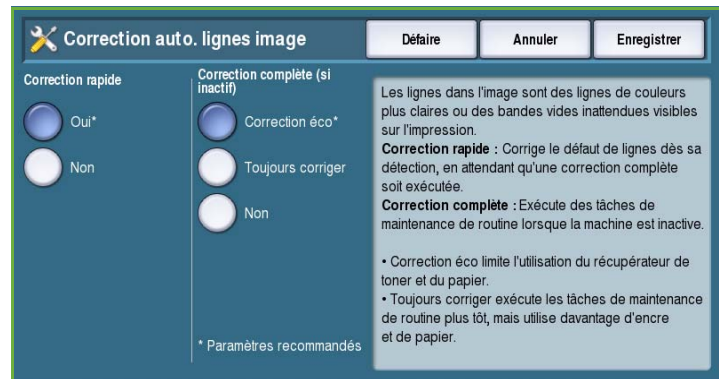 Correction auto. lignes image
Défaire
Annuler
Enregistrer
Correction rapide
Oui*
Non
Correction complète (si
inactif)
Correction éco*
Toujours corriger
Non
* Paramètres recommandés
Les lignes dans l'image sont des lignes de couleurs
plus claires ou des bandes vides inattendues visibles
sur l'impression.
Correction rapide : Corrige le défaut de lignes dès sa
détection, en attendant qu'une correction complète
soit exécutée.
Correction complète : Exécute des tâches de
maintenance de routine lorsque la machine est inactive.
• Correction éco limite l'utilisation du récupérateur de
toner et du papier.
• Toujours corriger exécute les tâches de maintenance
de routine plus tôt, mais utilise davantage d'encre
et de papier.